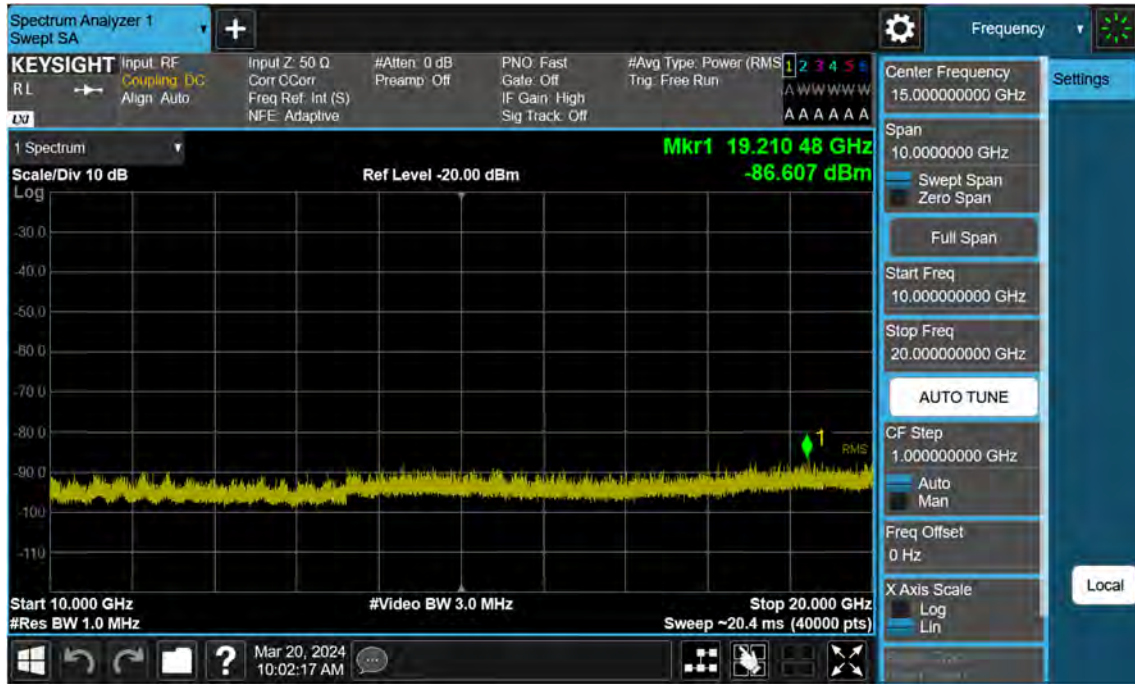 Spectrum Analyzer 1
Swept SA
+
Frequency
KEYSIGHT
RL
LXI
Input: RF
Coupling: DC
Align: Auto
Input Z: 50 Ω
Corr CCorr
Freq Ref: Int (S)
NFE: Adaptive
#Atten: 0 dB
Preamp: Off
PNO: Fast
Gate: Off
IF Gain: High
Sig Track: Off
#Avg Type: Power (RMS
Trig: Free Run
1 2 3 4 5 6
A W W W W W
A A A A A A
1 Spectrum
Scale/Div 10 dB
Log
Ref Level -20.00 dBm
Mkr1 19.210 48 GHz
-86.607 dBm
-30.0
-40.0
-50.0
-60.0
-70.0
-80.0
-90.0
-100
-110
1
RMS
Start 10.000 GHz
#Res BW 1.0 MHz
#Video BW 3.0 MHz
Stop 20.000 GHz
Sweep ~20.4 ms (40000 pts)
?
Mar 20, 2024
10:02:17 AM
Center Frequency
15.000000000 GHz
Span
10.0000000 GHz
Swept Span
Zero Span
Full Span
Start Freq
10.000000000 GHz
Stop Freq
20.000000000 GHz
AUTO TUNE
CF Step
1.000000000 GHz
Auto
Man
Freq Offset
0 Hz
X Axis Scale
Log
Lin
Settings
Local